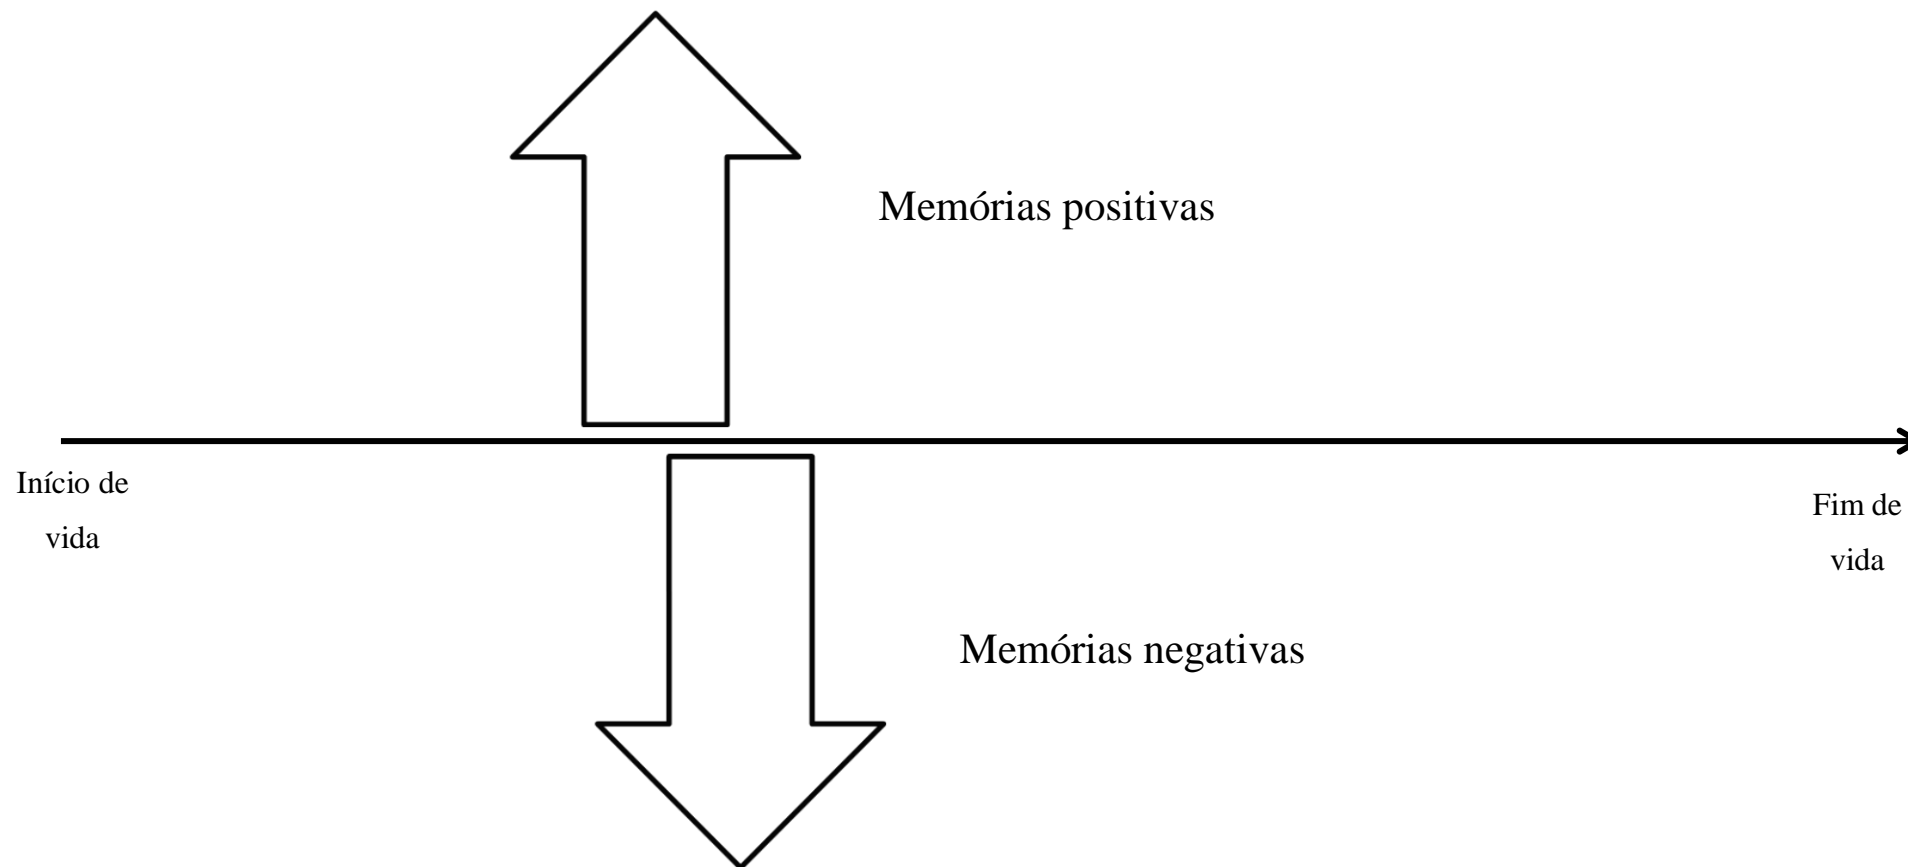 Memórias positivas
Início de
vida
Fim de
vida
Memórias negativas